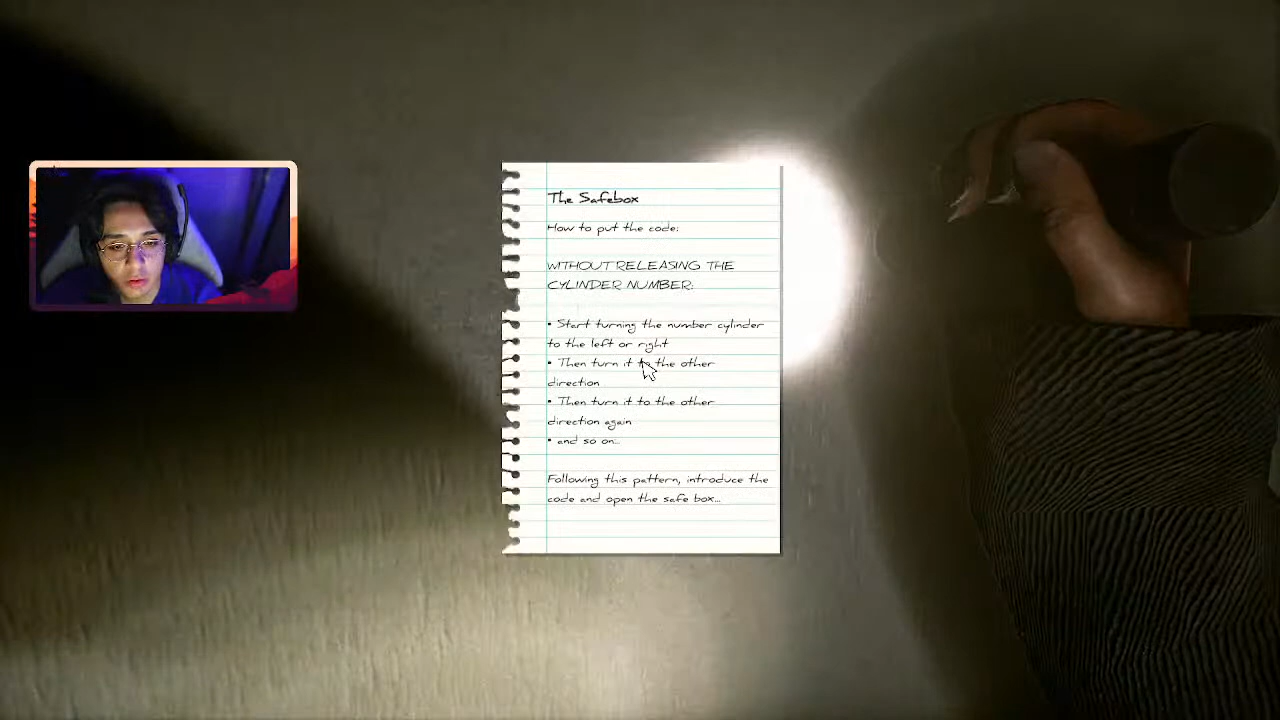 The Safebox
How to put the code:
WITHOUT RELEASING THE
CYLINDER NUMBER:
• Start turning the number cylinder
to the left or right
• Then turn it to the other
direction
• Then turn it to the other
direction again
• and so on...
Following this pattern, introduce the
code and open the safe box...